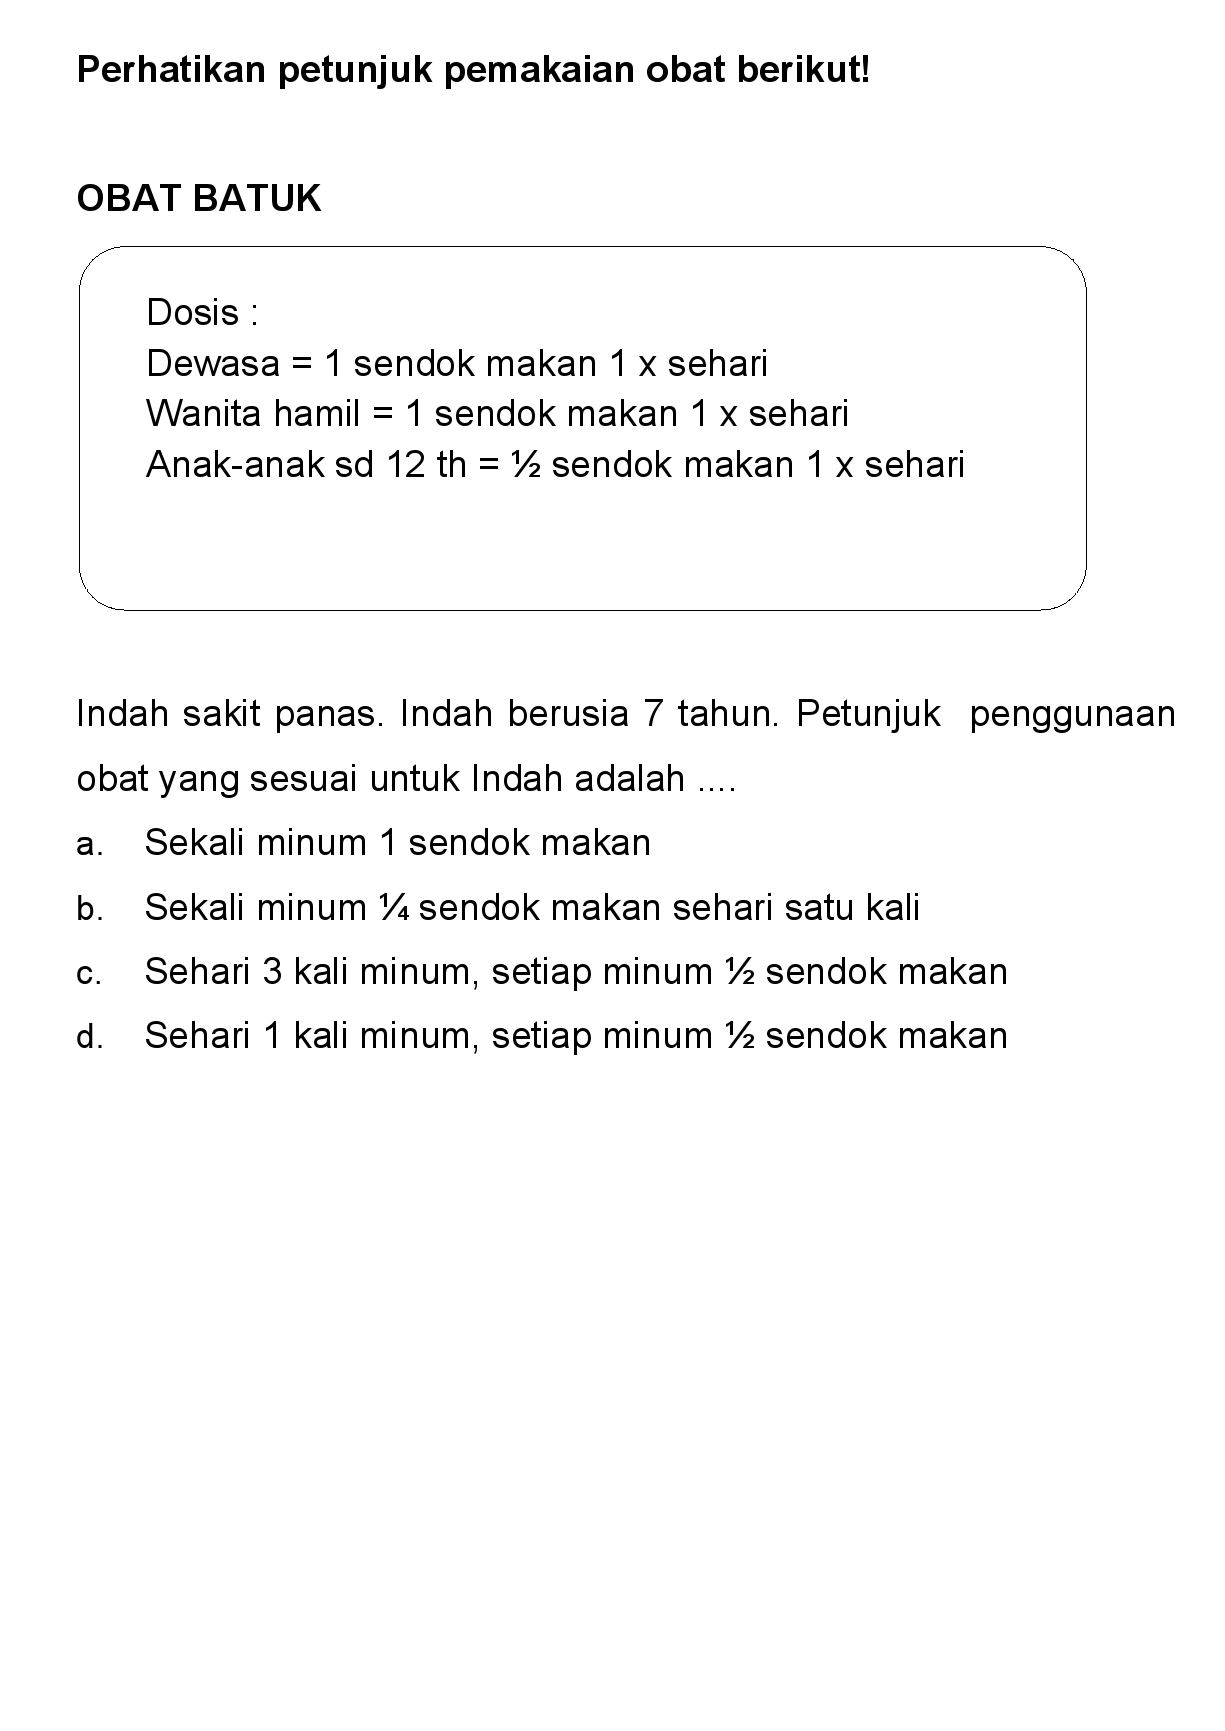 Perhatikan petunjuk pemakaian obat berikut!
OBAT BATUK
Dosis :
Dewasa = 1 sendok makan 1 x sehari
Wanita hamil = 1 sendok makan 1 x sehari
Anak-anak sd 12 th = ½ sendok makan 1 x sehari
Indah sakit panas. Indah berusia 7 tahun. Petunjuk penggunaan
obat yang sesuai untuk Indah adalah ....
a. Sekali minum 1 sendok makan
b. Sekali minum ¼ sendok makan sehari satu kali
c. Sehari 3 kali minum, setiap minum ½ sendok makan
d. Sehari 1 kali minum, setiap minum ½ sendok makan